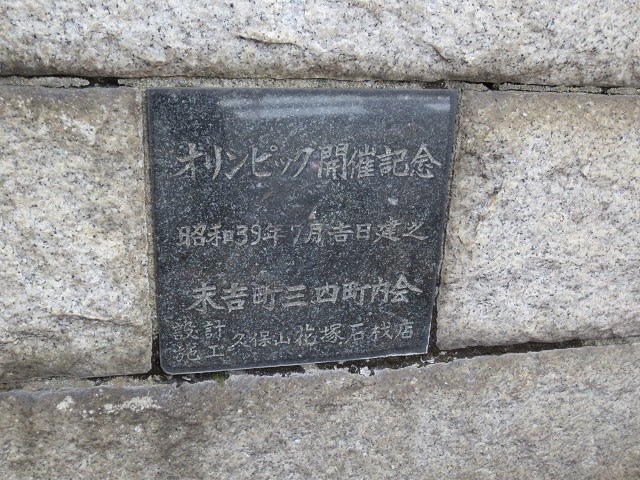 オリンピック開催記念
昭和39年7月吉日建之
末吉町三四町内会
設計
施工 久保山花塚石材店